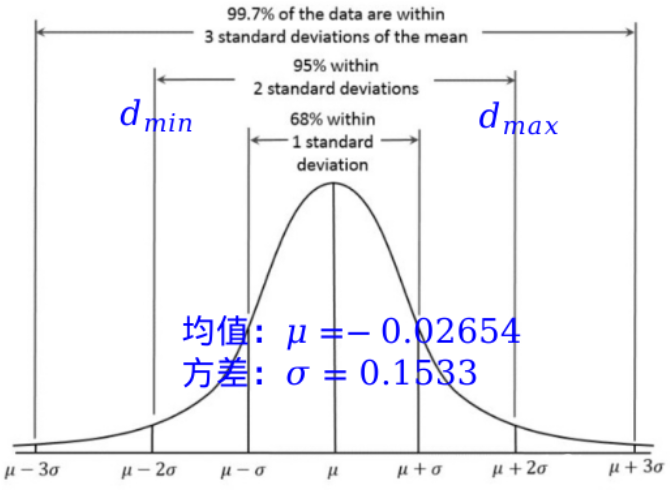 99.7% of the data are within
3 standard deviations of the mean
95% within
2 standard deviations
d_min
d_max
68% within
1 standard
deviation
均值: μ =− 0.02654
方差: σ = 0.1533
μ − 3σ
μ − 2σ
μ − σ
μ
μ + σ
μ + 2σ
μ + 3σ